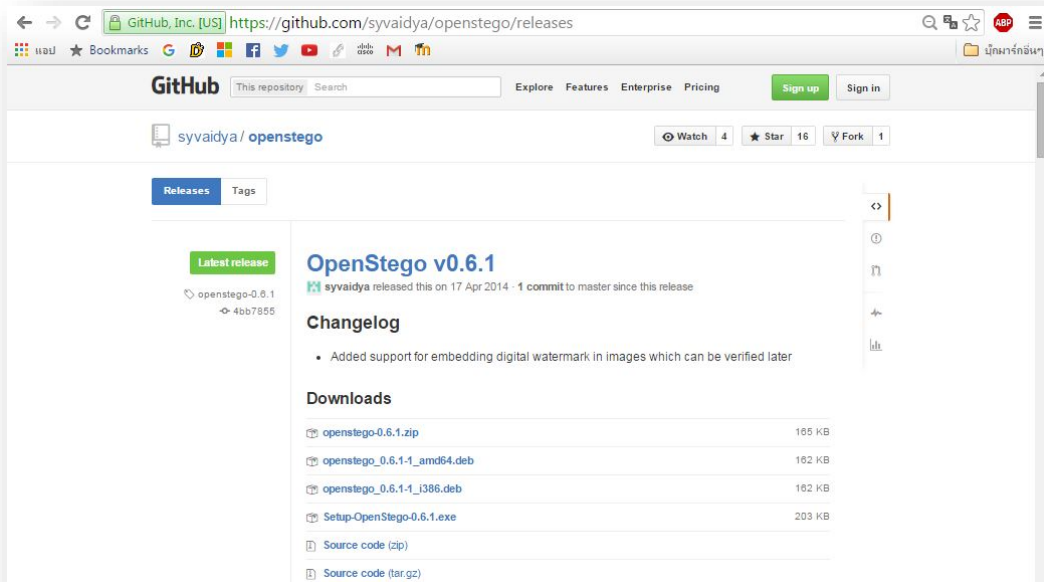 GitHub, Inc. [US] https://github.com/syvaidya/openstego/releases
ABP
แอป Bookmarks
บุ๊กมาร์กอื่นๆ
GitHub This repository Search Explore Features Enterprise Pricing Sign up Sign in
syvaidya / openstego Watch 4 Star 16 Fork 1
Releases Tags
Latest release
openstego-0.6.1
4bb7855
OpenStego v0.6.1
syvaidya released this on 17 Apr 2014 · 1 commit to master since this release
Changelog
• Added support for embedding digital watermark in images which can be verified later
Downloads
openstego-0.6.1.zip 165 KB
openstego_0.6.1-1_amd64.deb 162 KB
openstego_0.6.1-1_i386.deb 162 KB
Setup-OpenStego-0.6.1.exe 203 KB
Source code (zip)
Source code (tar.gz)